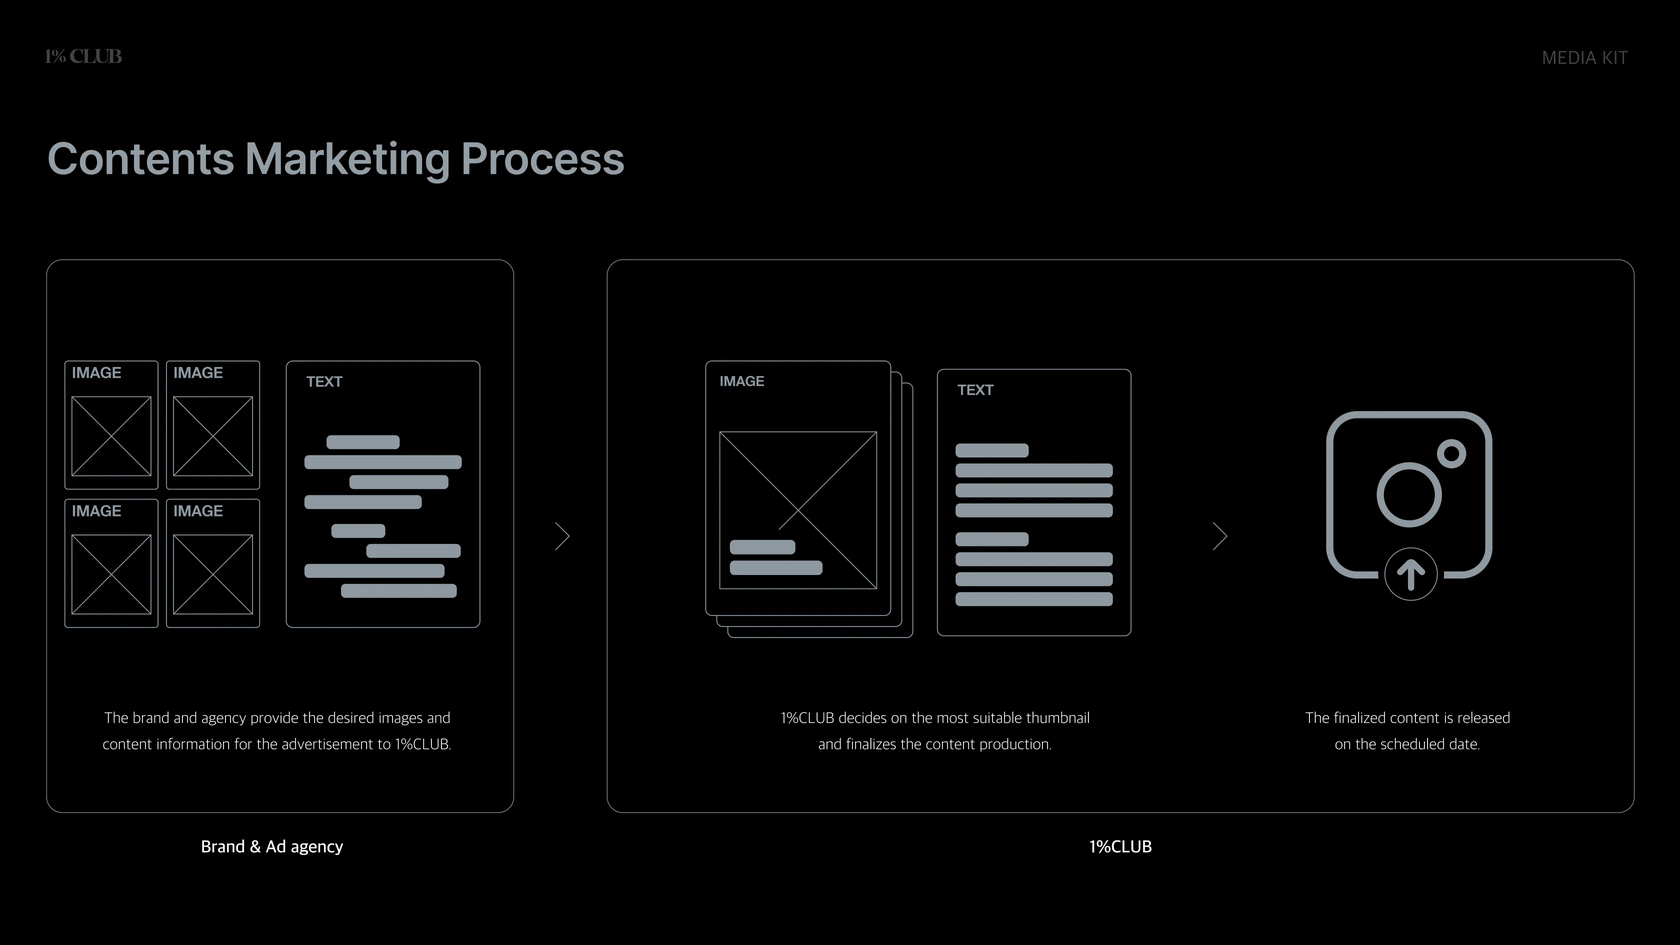 1% CLUB
MEDIA KIT
Contents Marketing Process
IMAGE
IMAGE
TEXT
IMAGE
IMAGE
The brand and agency provide the desired images and
content information for the advertisement to 1%CLUB.
Brand & Ad agency
IMAGE
TEXT
1%CLUB decides on the most suitable thumbnail
and finalizes the content production.
The finalized content is released
on the scheduled date.
1%CLUB